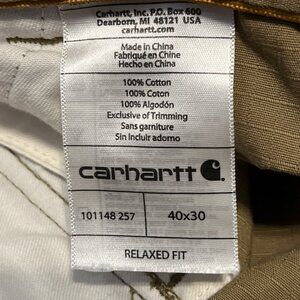 Carhartt, Inc. P.O. Box 600
Dearborn, MI 48121 USA
carhartt.com
Made in China
Fabriqué en Chine
Hecho en China
100% Cotton
100% Coton
100% Algodón
Exclusive of Trimming
Sans garniture
Sin Incluir adorno
carhartt
101148 257
40x30
RELAXED FIT